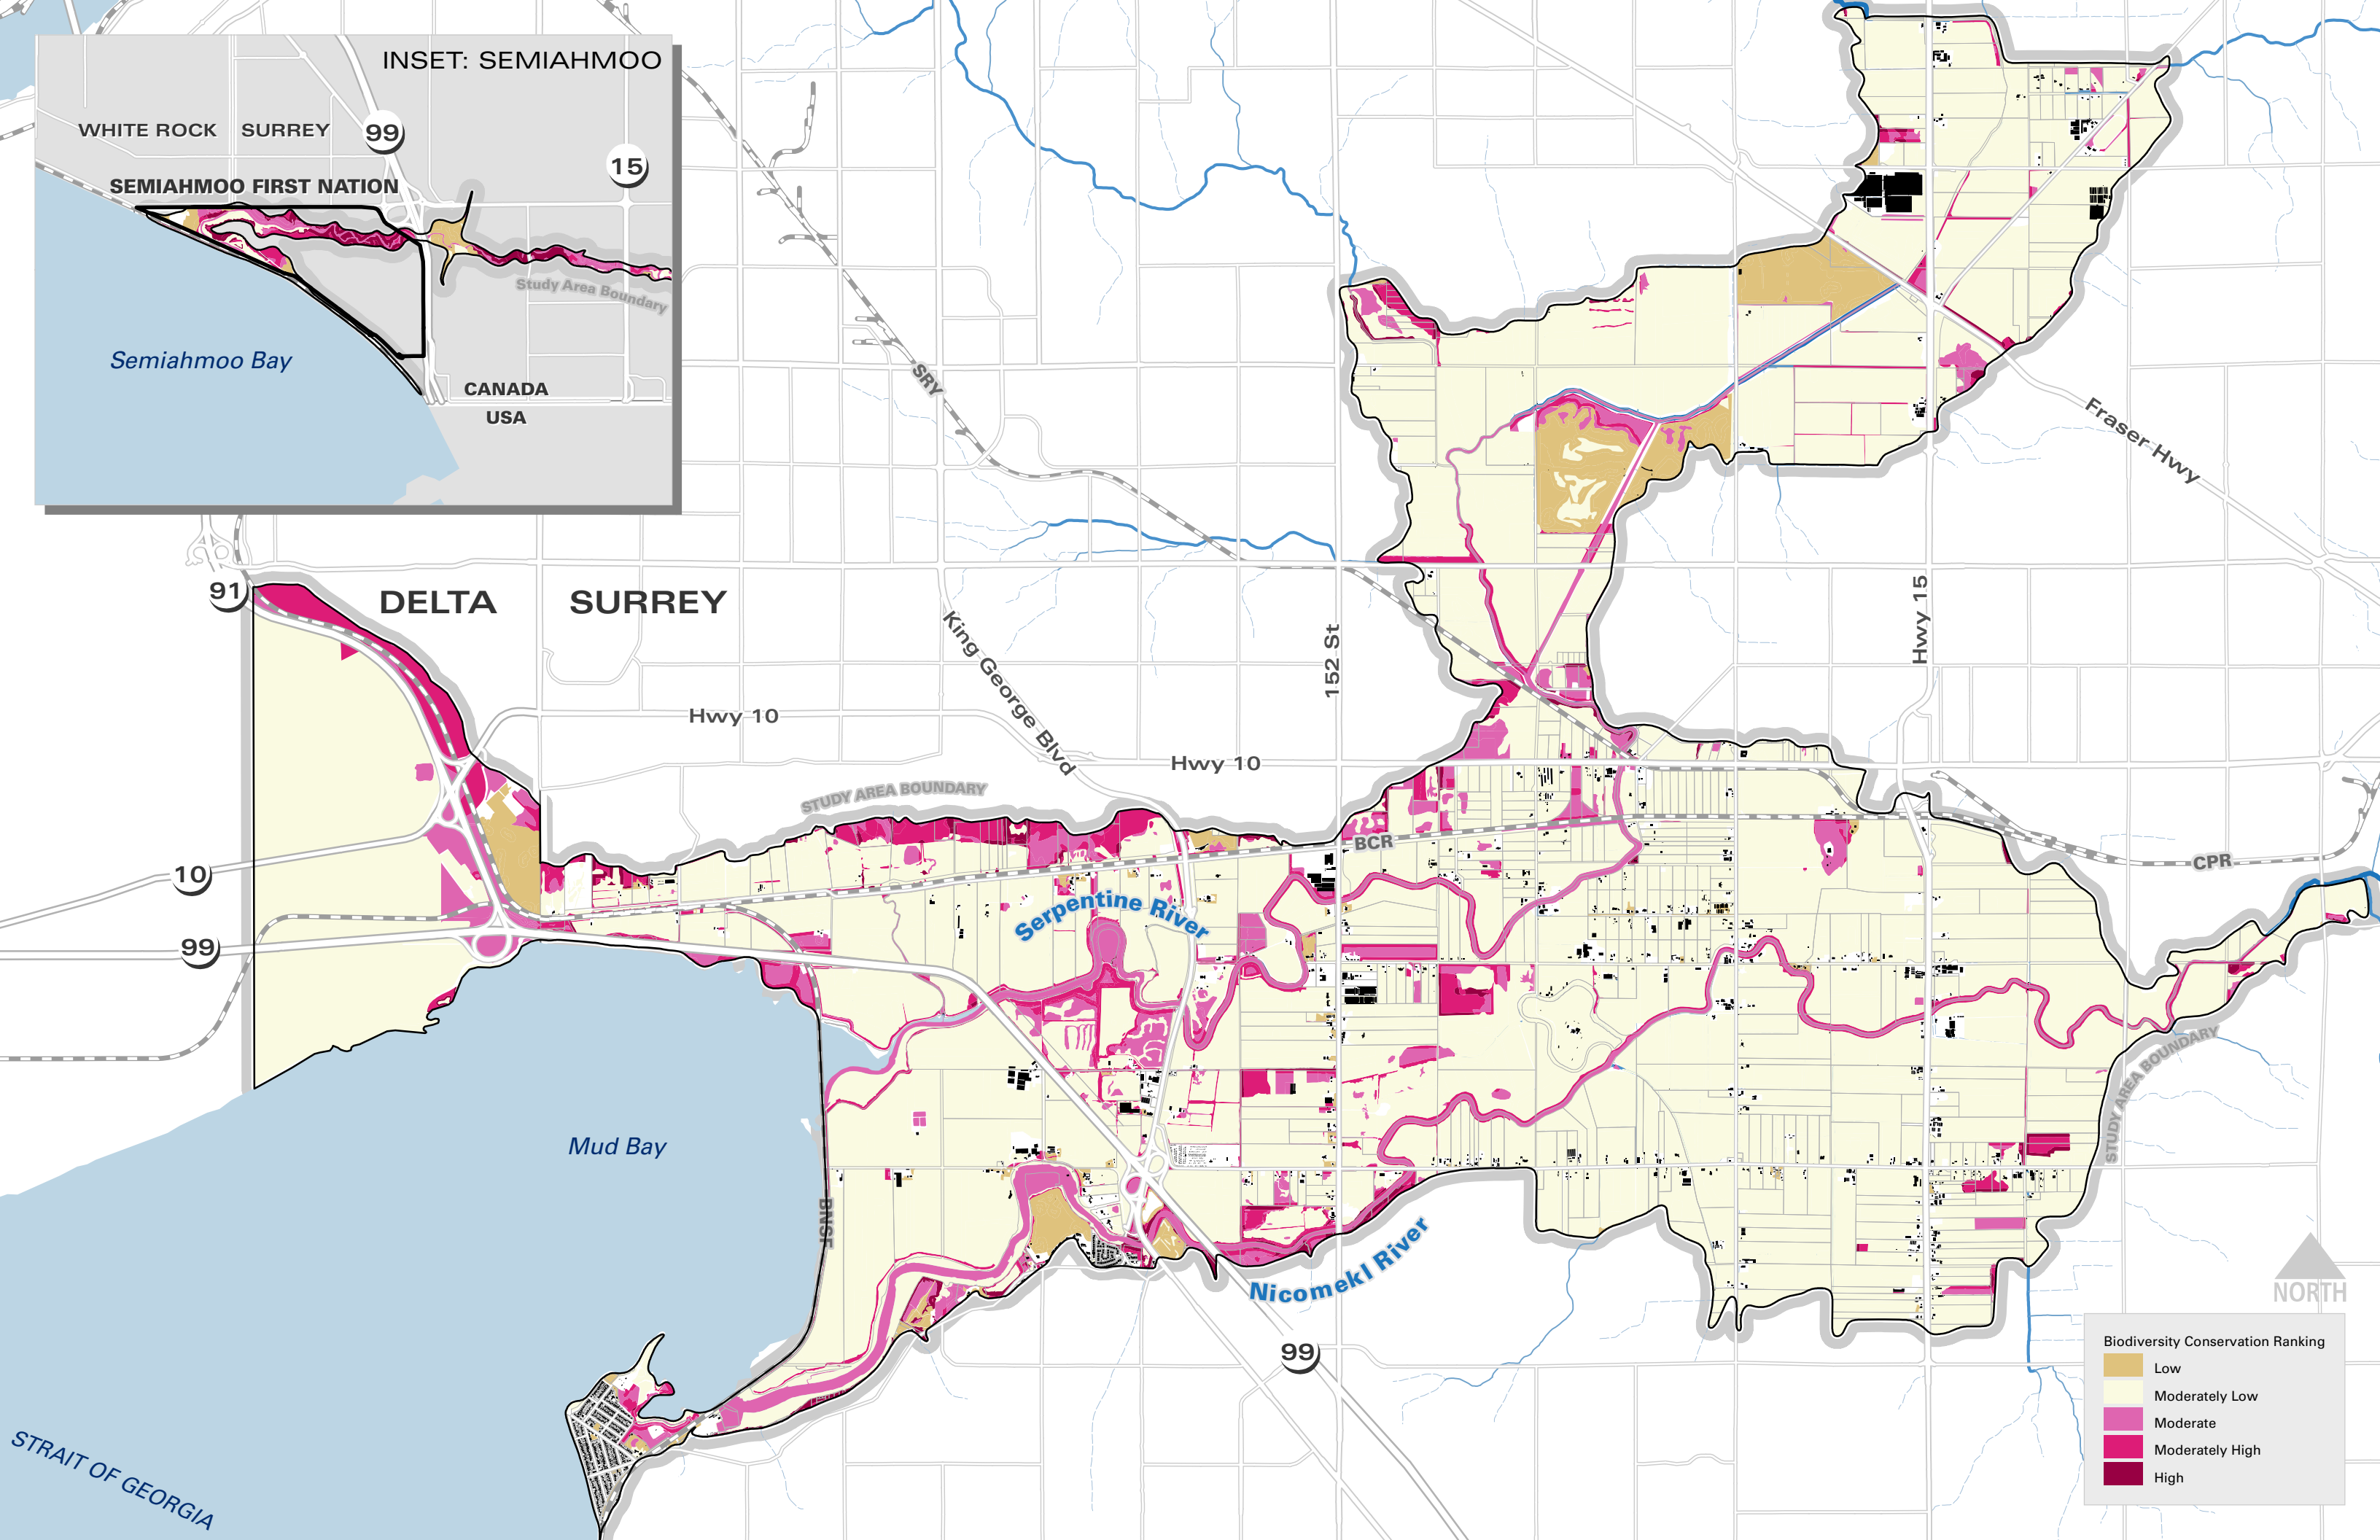 INSET: SEMIAHMOO
WHITE ROCK
SURREY
99
15
SEMIAHMOO FIRST NATION
Study Area Boundary
Semiahmoo Bay
CANADA
USA
SRY
Fraser Hwy
91
DELTA
SURREY
King George Blvd
152 St
Hwy 15
Hwy 10
Hwy 10
STUDY AREA BOUNDARY
BCR
CPR
10
Serpentine River
99
STUDY AREA BOUNDARY
Mud Bay
BNSF
Nicomekl River
NORTH
99
STRAIT OF GEORGIA
Biodiversity Conservation Ranking
Low
Moderately Low
Moderate
Moderately High
High